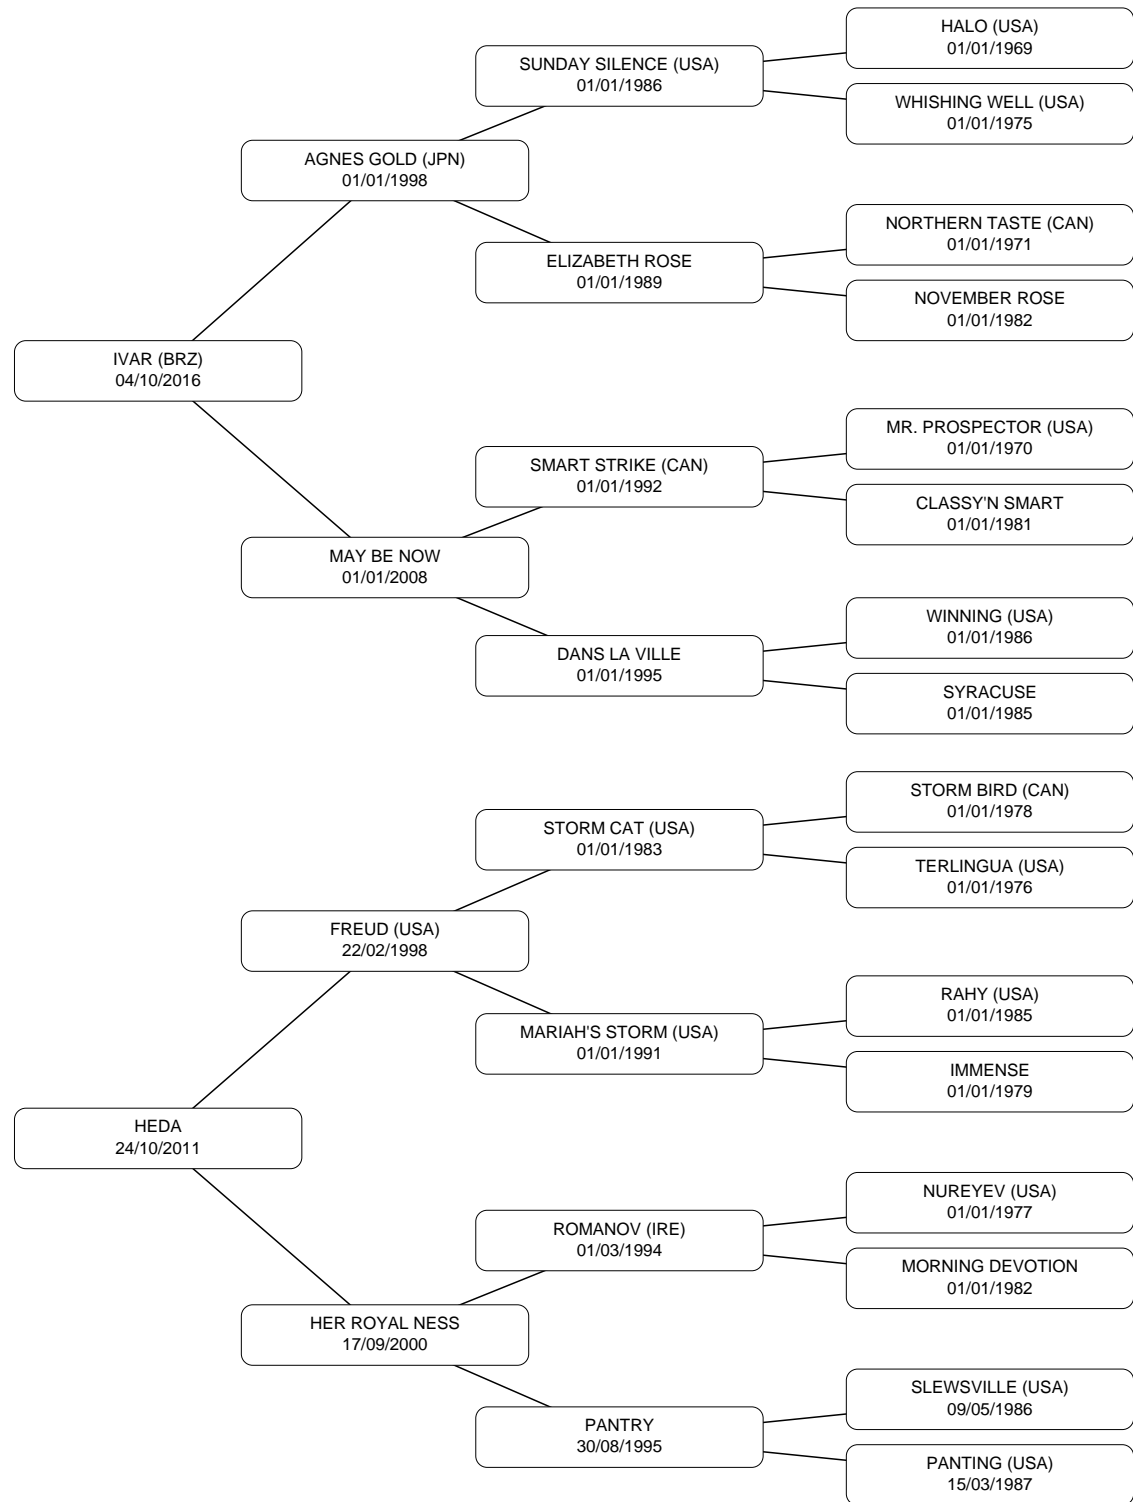 HALO (USA)
01/01/1969
SUNDAY SILENCE (USA)
01/01/1986
WHISHING WELL (USA)
01/01/1975
AGNES GOLD (JPN)
01/01/1998
NORTHERN TASTE (CAN)
01/01/1971
ELIZABETH ROSE
01/01/1989
NOVEMBER ROSE
01/01/1982
IVAR (BRZ)
04/10/2016
MR. PROSPECTOR (USA)
01/01/1970
SMART STRIKE (CAN)
01/01/1992
CLASSY'N SMART
01/01/1981
MAY BE NOW
01/01/2008
WINNING (USA)
01/01/1986
DANS LA VILLE
01/01/1995
SYRACUSE
01/01/1985
STORM BIRD (CAN)
01/01/1978
STORM CAT (USA)
01/01/1983
TERLINGUA (USA)
01/01/1976
FREUD (USA)
22/02/1998
RAHY (USA)
01/01/1985
MARIAH'S STORM (USA)
01/01/1991
IMMENSE
01/01/1979
HEDA
24/10/2011
NUREYEV (USA)
01/01/1977
ROMANOV (IRE)
01/03/1994
MORNING DEVOTION
01/01/1982
HER ROYAL NESS
17/09/2000
SLEWSVILLE (USA)
09/05/1986
PANTRY
30/08/1995
PANTING (USA)
15/03/1987